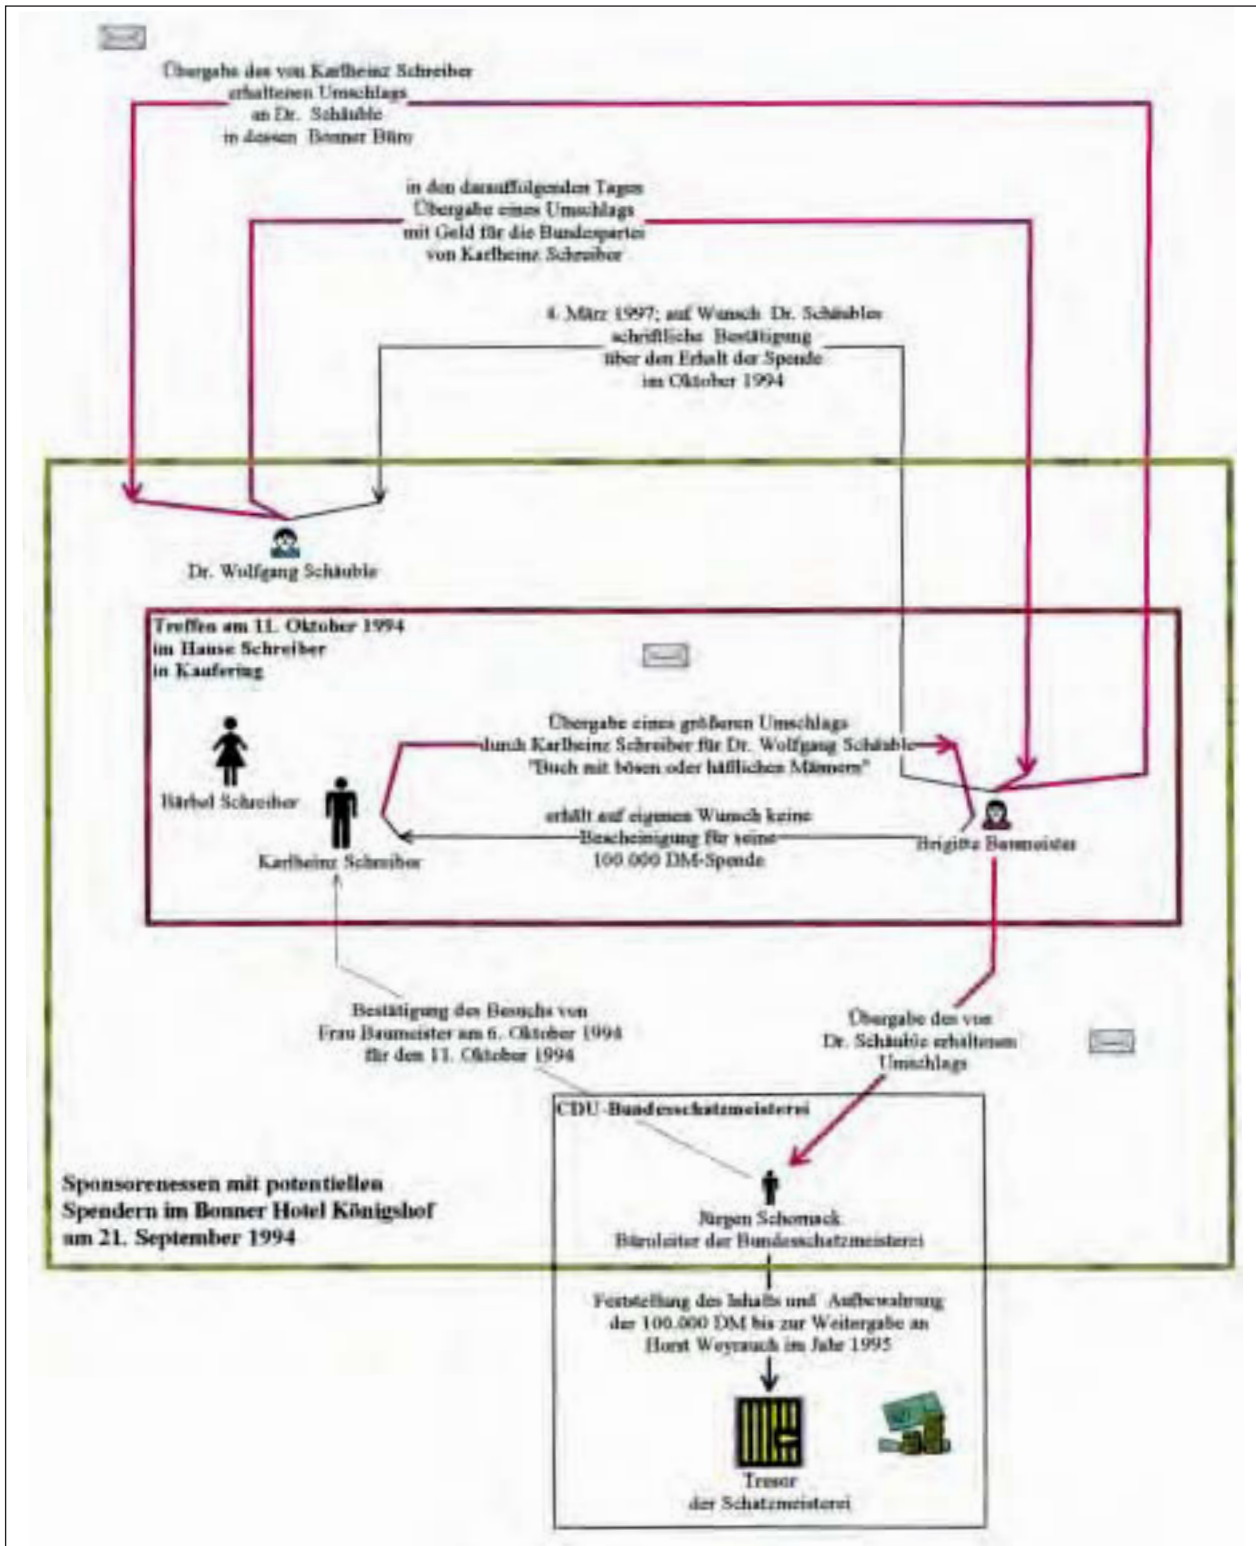 Übergabe des von Karlheinz Schreiber
erhaltenen Umschlags
an Dr. Schäuble
in dessen Bonner Büro
in den darauffolgenden Tagen
Übergabe eines Umschlags
mit Geld für die Bundespartei
von Karlheinz Schreiber
4. März 1997; auf Wunsch Dr. Schäubles
schriftliche Bestätigung
über den Erhalt der Spende
im Oktober 1994
Dr. Wolfgang Schäuble
Treffen am 11. Oktober 1994
im Hause Schreiber
in Kaufering
Übergabe eines größeren Umschlags
durch Karlheinz Schreiber für Dr. Wolfgang Schäuble
"Buch mit bösen oder häßlichen Männern"
Bärbel Schreiber
erhält auf eigenen Wunsch keine
Bescheinigung für seine
100.000 DM-Spende
Karlheinz Schreiber
Brigitte Baumeister
Bestätigung des Besuchs von
Frau Baumeister am 6. Oktober 1994
für den 11. Oktober 1994
Übergabe des von
Dr. Schäuble erhaltenen
Umschlags
CDU-Bundesschatzmeisterei
Sponsorenessen mit potentiellen
Spendern im Bonner Hotel Königshof
am 21. September 1994
Jürgen Schornack
Büroleiter der Bundesschatzmeisterei
Feststellung des Inhalts und Aufbewahrung
der 100.000 DM bis zur Weitergabe an
Horst Weyrauch im Jahr 1995
Tresor
der Schatzmeisterei